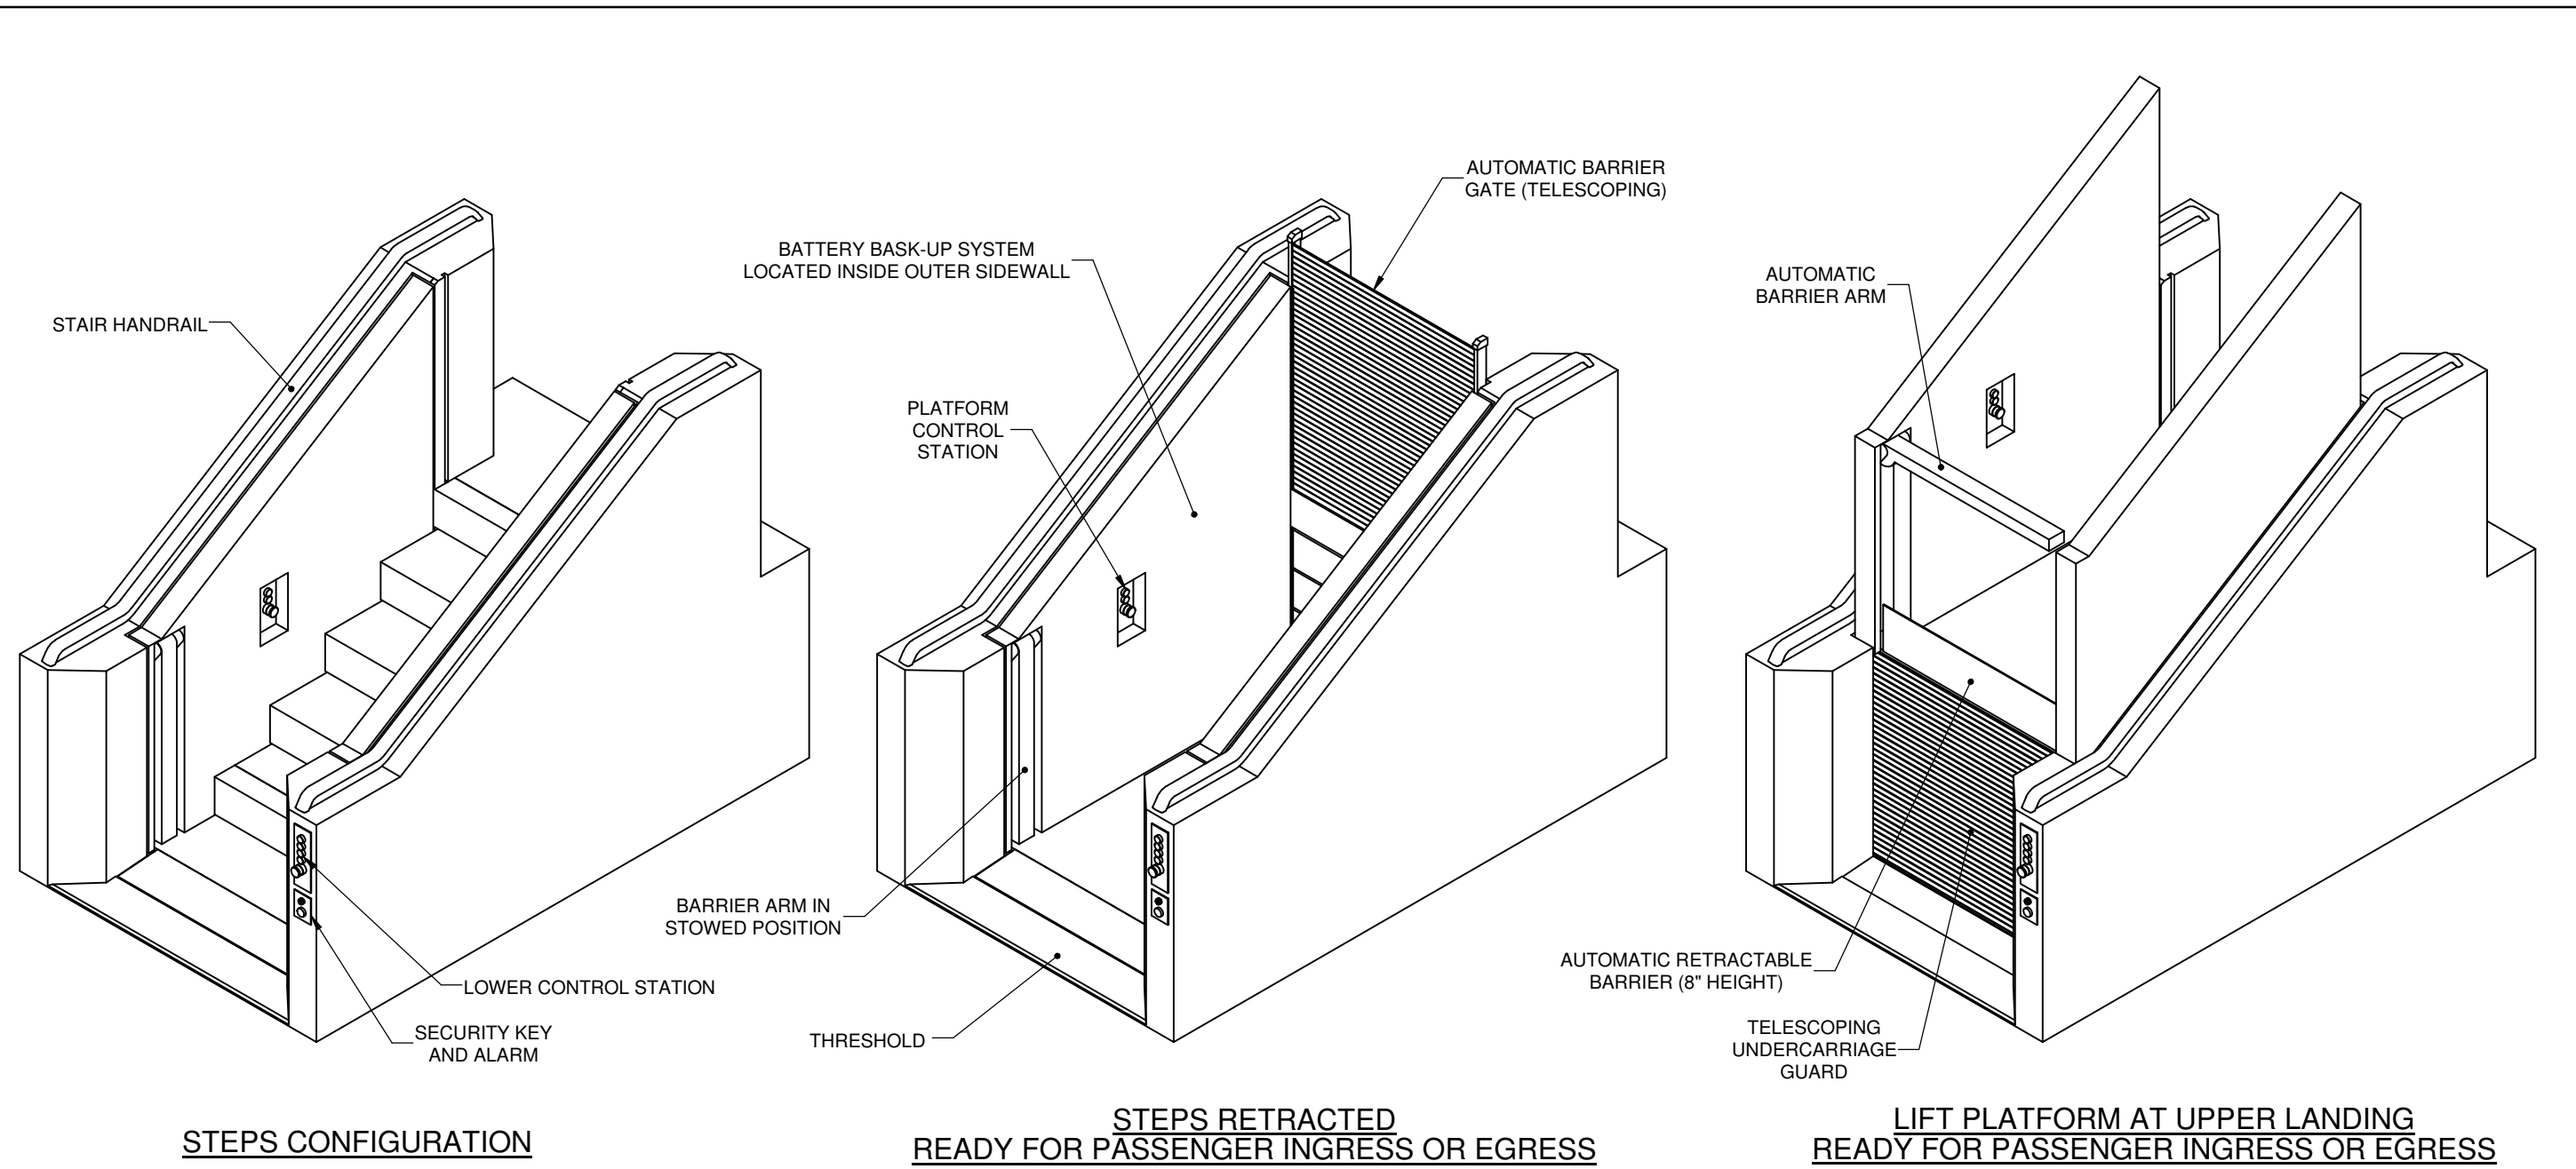 STAIR HANDRAIL
LOWER CONTROL STATION
SECURITY KEY
AND ALARM
STEPS CONFIGURATION
AUTOMATIC BARRIER
GATE (TELESCOPING)
BATTERY BASK-UP SYSTEM
LOCATED INSIDE OUTER SIDEWALL
PLATFORM
CONTROL
STATION
BARRIER ARM IN
STOWED POSITION
THRESHOLD
STEPS RETRACTED
READY FOR PASSENGER INGRESS OR EGRESS
AUTOMATIC
BARRIER ARM
AUTOMATIC RETRACTABLE
BARRIER (8" HEIGHT)
TELESCOPING
UNDERCARRIAGE
GUARD
LIFT PLATFORM AT UPPER LANDING
READY FOR PASSENGER INGRESS OR EGRESS